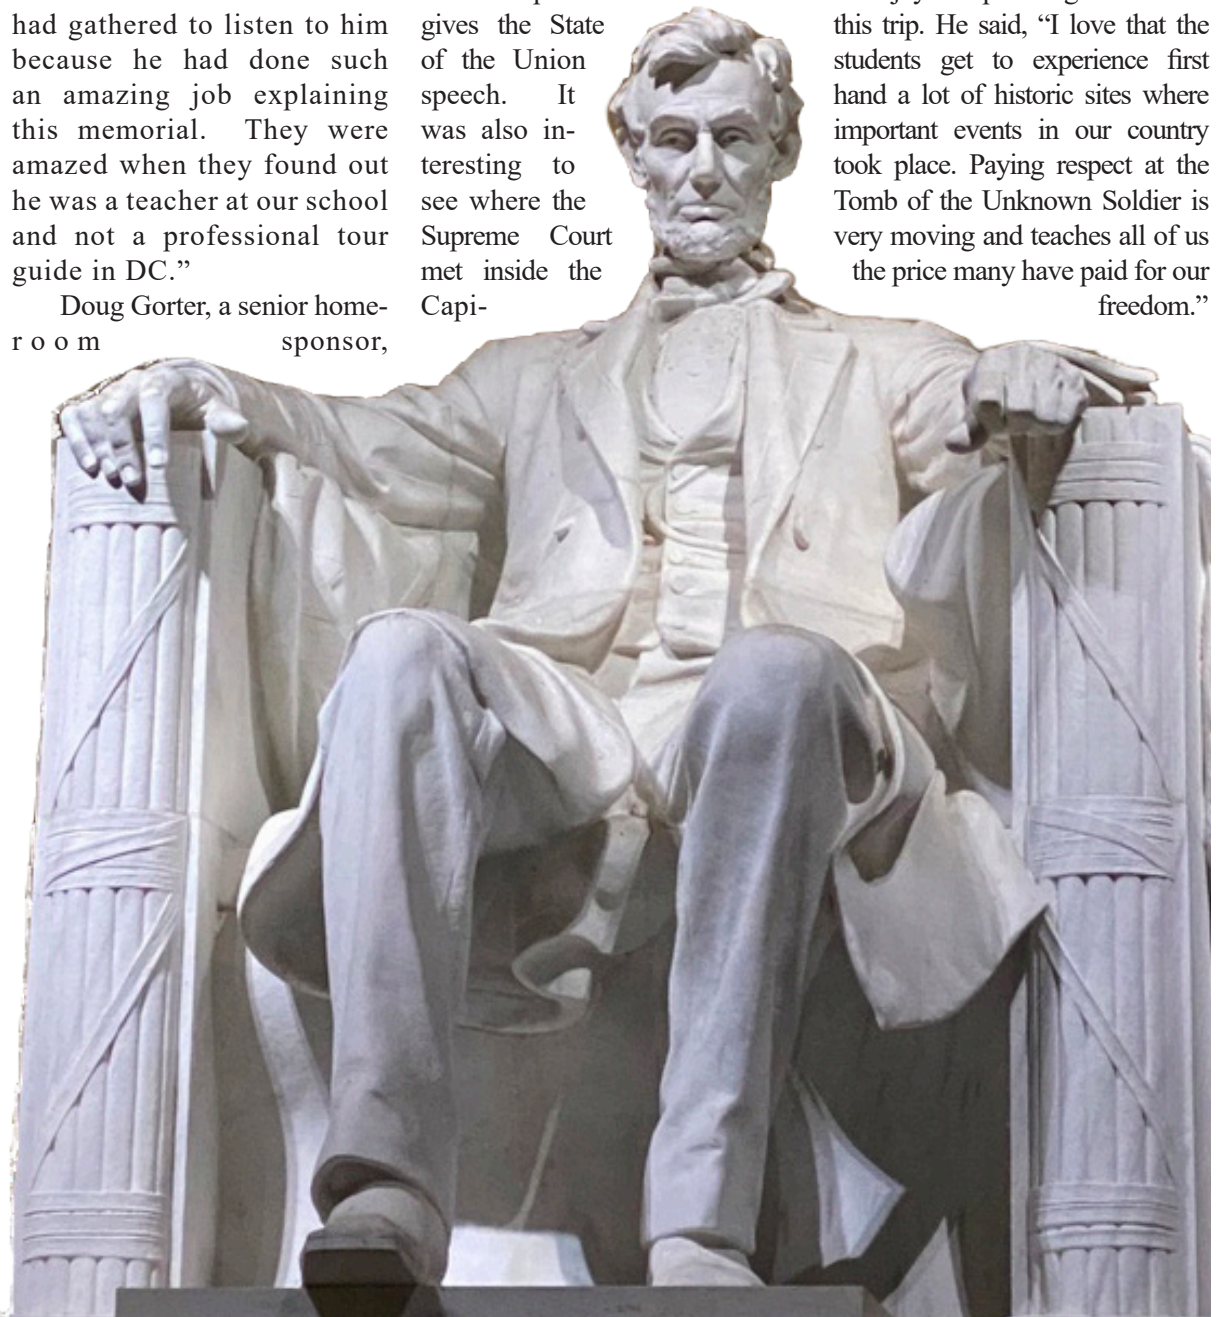 had gathered to listen to him
because he had done such
an amazing job explaining
this memorial. They were
amazed when they found out
he was a teacher at our school
and not a professional tour
guide in DC.”
Doug Gorter, a senior home-
room sponsor,
gives the State
of the Union
speech. It
was also in-
teresting to
see where the
Supreme Court
met inside the
Capi-
this trip. He said, “I love that the
students get to experience first
hand a lot of historic sites where
important events in our country
took place. Paying respect at the
Tomb of the Unknown Soldier is
very moving and teaches all of us
the price many have paid for our
freedom.”